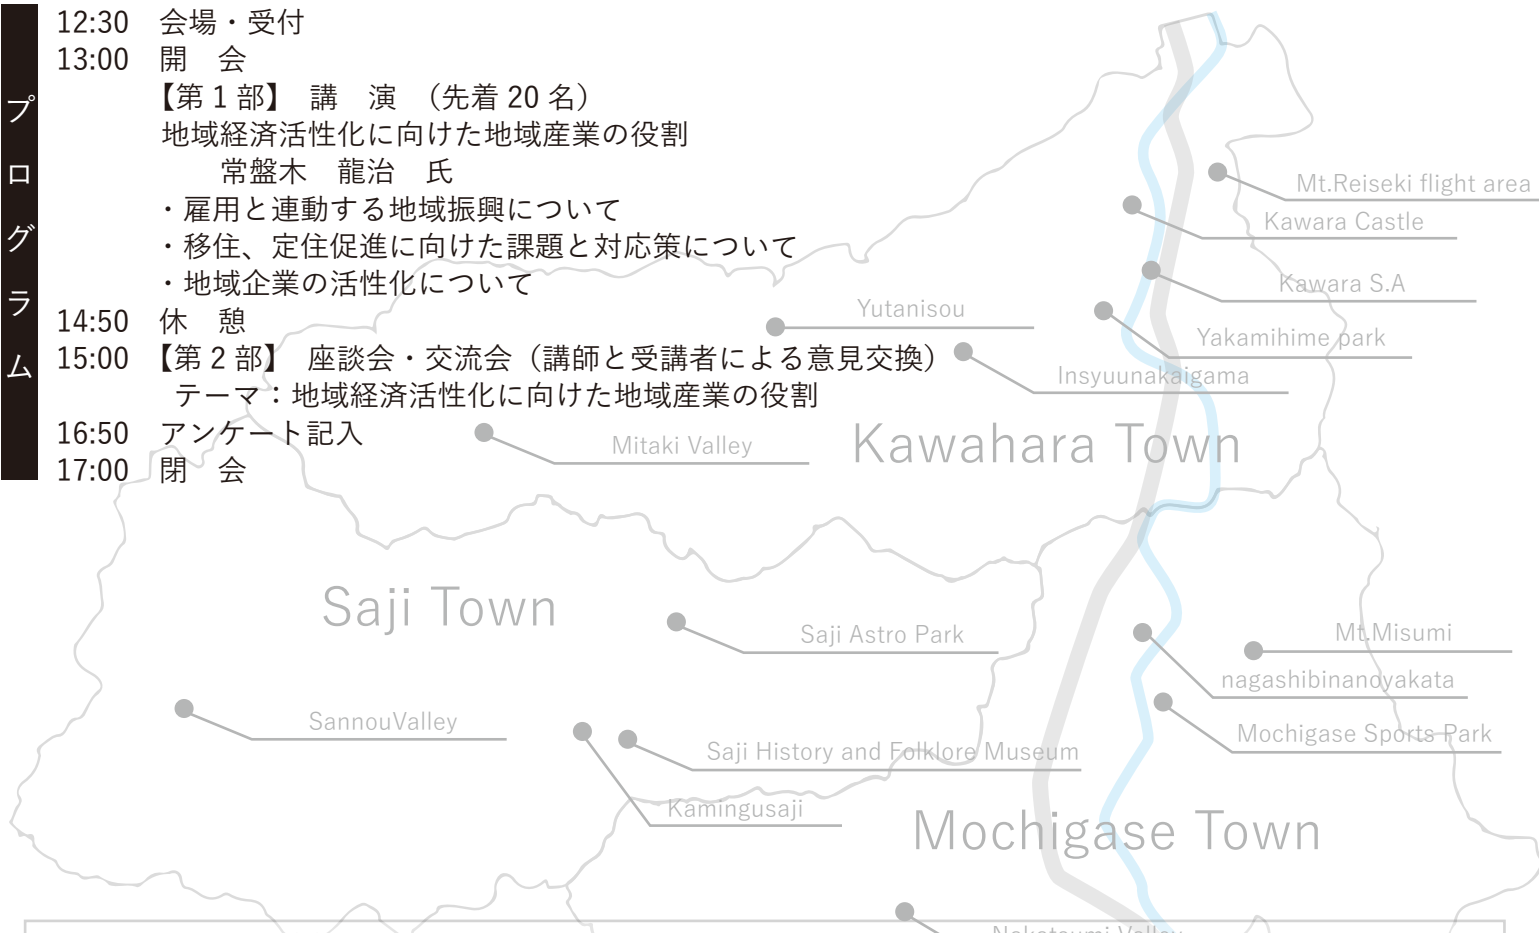 プログラム
12:30 会場・受付
13:00 開　会
【第 1 部】 講　演 （先着 20 名）
地域経済活性化に向けた地域産業の役割
常盤木　龍治　氏
・雇用と連動する地域振興について
・移住、定住促進に向けた課題と対応策について
・地域企業の活性化について
14:50 休　憩
15:00 【第 2 部】 座談会・交流会（講師と受講者による意見交換）
テーマ：地域経済活性化に向けた地域産業の役割
16:50 アンケート記入
17:00 閉　会
Mt.Reiseki flight area
Kawara Castle
Kawara S.A
Yutanisou
Yakamihime park
Insyuunakaigama
Mitaki Valley
Kawahara Town
Saji Town
Saji Astro Park
Mt.Misumi
nagashibinanoyakata
SannouValley
Mochigase Sports Park
Saji History and Folklore Museum
Kamingusaji
Mochigase Town
Nakatsumi Valley